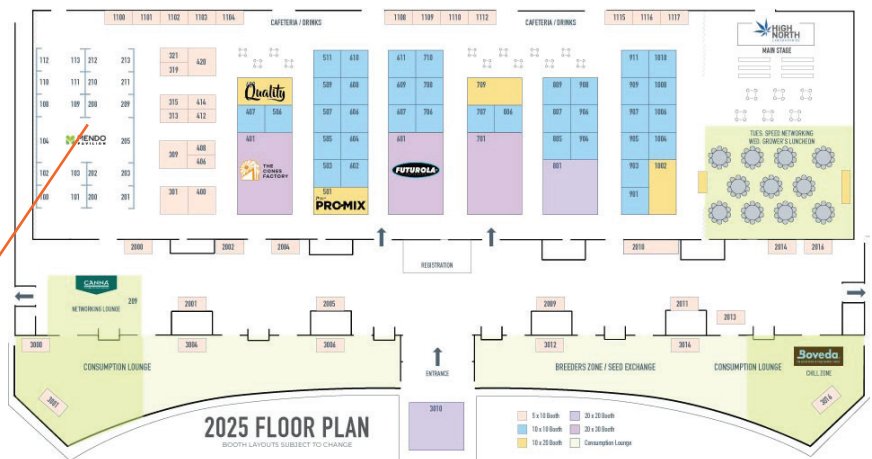 1100 1101 1102 1103 1104
CAFETERIA / DRINKS
1108 1109 1110 1112
CAFETERIA / DRINKS
1115 1116 1117
HIGH NORTH
MAIN STAGE
112 113 212 213
110 111 210 211
108 109 208 209
104 MENDO PAVILION 205
102 103 202 203
100 101 200 201
321 420
319
315 414
313 412
309 408
406
301 400
Quality
407 506
401
THE CONES FACTORY
511 610
509 608
507 606
505 604
503 602
501
PRO-MIX
611 710
609 708
607 706
601
FUTUROLA
709
707 806
701
809 908
807 906
805 904
801
911 1010
909 1008
907 1006
905 1004
903 1002
901
TUES: SPEED NETWORKING
WED: GROWER'S LUNCHEON
2000 2002 2004
REGISTRATION
2010 2014 2016
CANNA
NETWORKING LOUNGE
209
2001 2005 2009 2011 2013
3000 3004 3006 3012 3014
CONSUMPTION LOUNGE
ENTRANCE
BREEDERS ZONE / SEED EXCHANGE
CONSUMPTION LOUNGE
Boveda
CHILL ZONE
3001
3016
2025 FLOOR PLAN
BOOTH LAYOUTS SUBJECT TO CHANGE
3010
5 x 10 Booth
10 x 10 Booth
10 x 20 Booth
20 x 20 Booth
20 x 30 Booth
Consumption Lounge